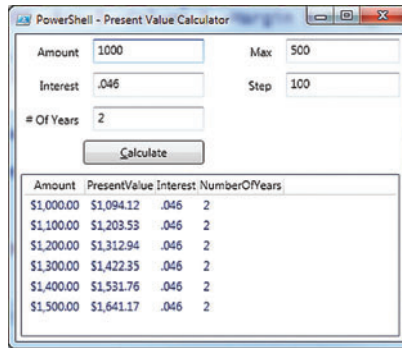 PowerShell - Present Value Calculator
Amount 1000 Max 500
Interest .046 Step 100
# Of Years 2
Calculate
Amount PresentValue Interest NumberOfYears
$1,000.00 $1,094.12 .046 2
$1,100.00 $1,203.53 .046 2
$1,200.00 $1,312.94 .046 2
$1,300.00 $1,422.35 .046 2
$1,400.00 $1,531.76 .046 2
$1,500.00 $1,641.17 .046 2